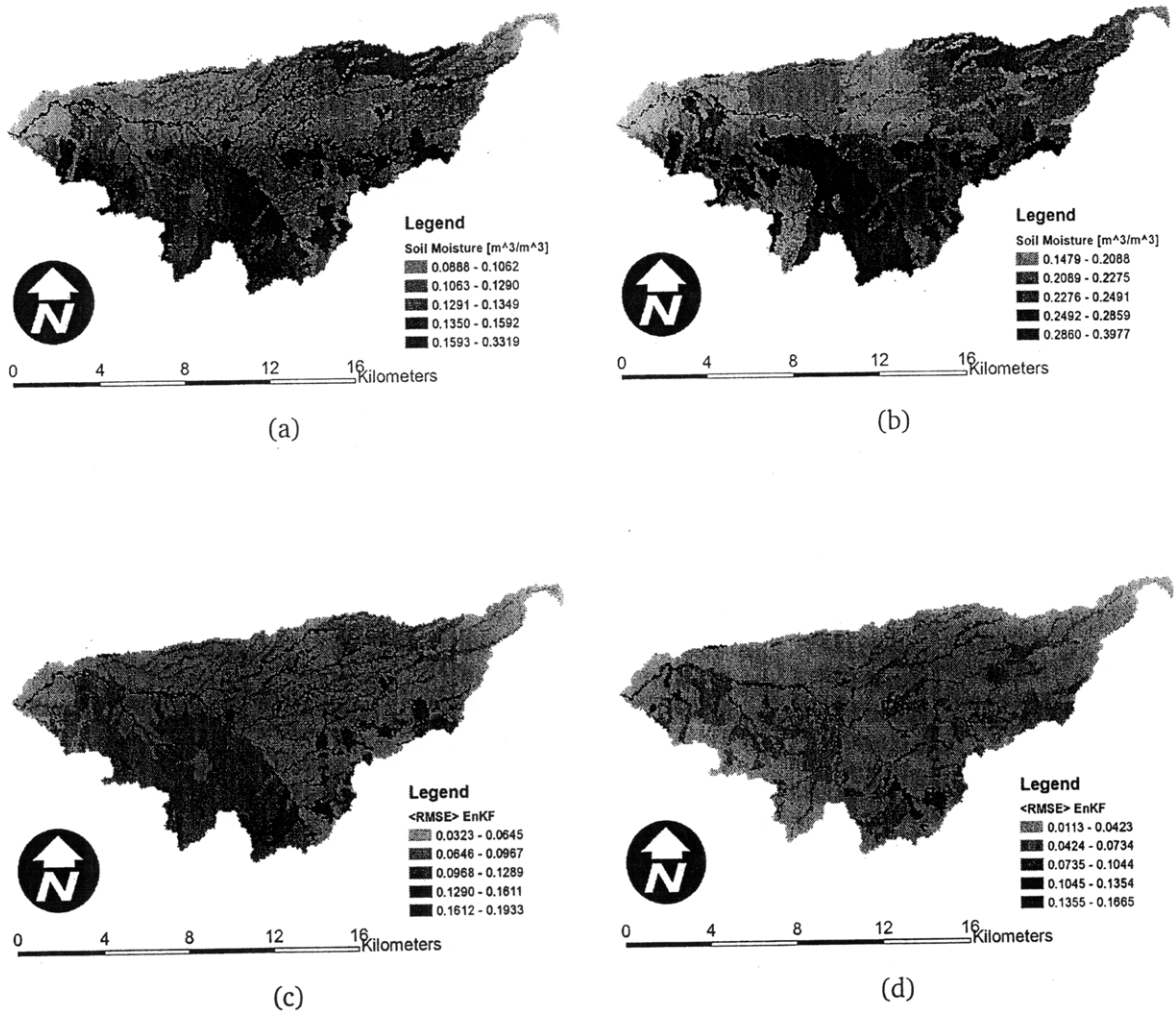 Legend
Soil Moisture [m^3/m^3]
0.0888 - 0.1062
0.1063 - 0.1290
0.1291 - 0.1349
0.1350 - 0.1592
0.1593 - 0.3319
N
0 4 8 12 16 Kilometers
(a)
Legend
Soil Moisture [m^3/m^3]
0.1479 - 0.2088
0.2089 - 0.2275
0.2276 - 0.2491
0.2492 - 0.2859
0.2860 - 0.3977
N
0 4 8 12 16 Kilometers
(b)
Legend
<RMSE> EnKF
0.0323 - 0.0645
0.0646 - 0.0967
0.0968 - 0.1289
0.1290 - 0.1611
0.1612 - 0.1933
N
0 4 8 12 16 Kilometers
(c)
Legend
<RMSE> EnKF
0.0113 - 0.0423
0.0424 - 0.0734
0.0735 - 0.1044
0.1045 - 0.1354
0.1355 - 0.1665
N
0 4 8 12 16 Kilometers
(d)